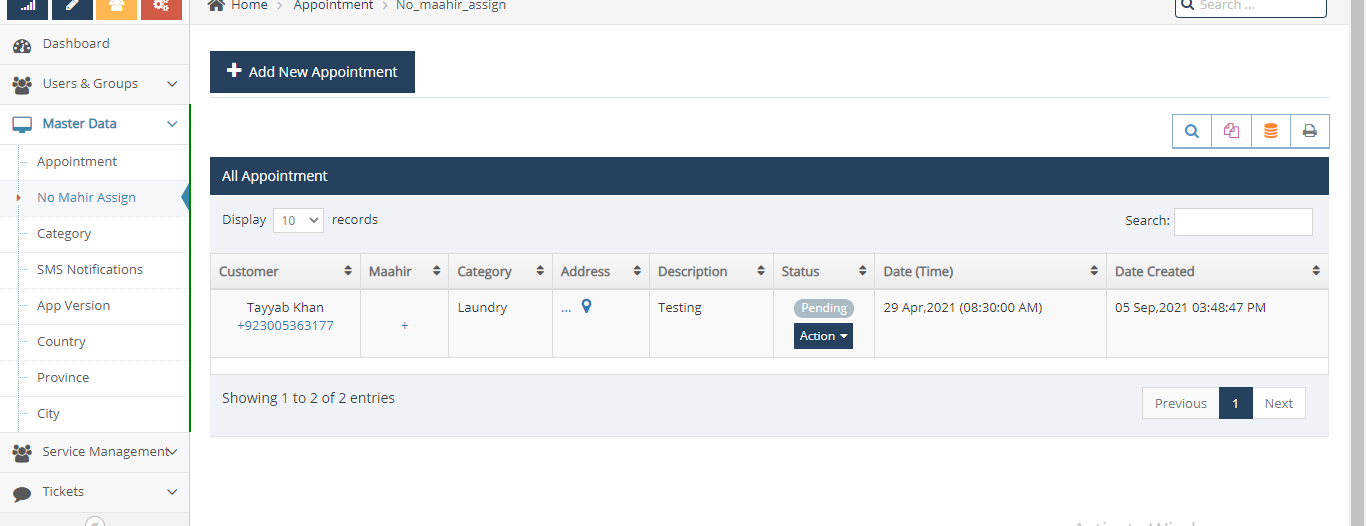 Home > Appointment > No_maahir_assign
Search ...
Dashboard
Users & Groups
Master Data
Appointment
No Mahir Assign
Category
SMS Notifications
App Version
Country
Province
City
Service Management
Tickets
+ Add New Appointment
All Appointment
Display 10 records
Search:
Customer Maahir Category Address Description Status Date (Time) Date Created
Tayyab Khan Laundry ... Testing Pending 29 Apr,2021 (08:30:00 AM) 05 Sep,2021 03:48:47 PM
+923005363177 + Action
Showing 1 to 2 of 2 entries
Previous 1 Next